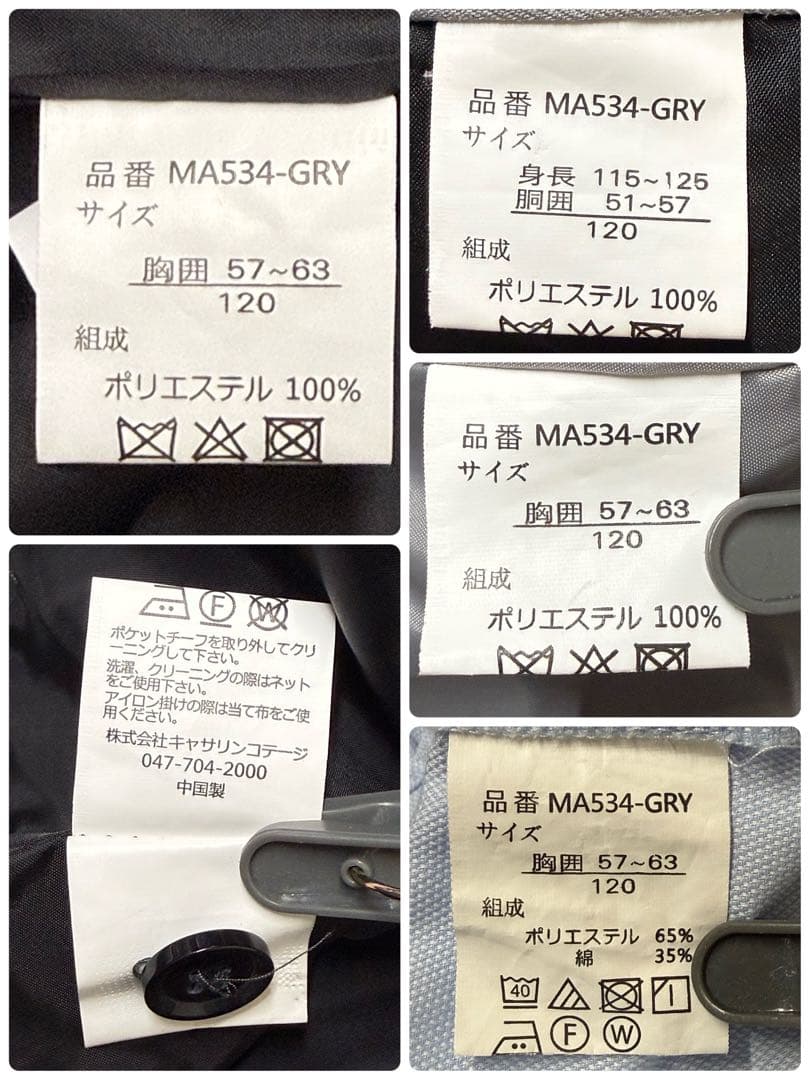 品番 MA534-GRY
サイズ
胸囲 57~63
120
組成
ポリエステル 100%
品番 MA534-GRY
サイズ
身長 115~125
胴囲 51~57
120
組成
ポリエステル 100%
品番 MA534-GRY
サイズ
胸囲 57~63
120
組成
ポリエステル 100%
F W
ポケットチーフを取り外してクリ
ーニングして下さい。
洗濯、クリーニングの際はネット
をご使用下さい。
アイロン掛けの際は当て布をご使
用ください。
株式会社キャサリンコテージ
047-704-2000
中国製
品番 MA534-GRY
サイズ
胸囲 57~63
120
組成
ポリエステル 65%
綿 35%
40
F W